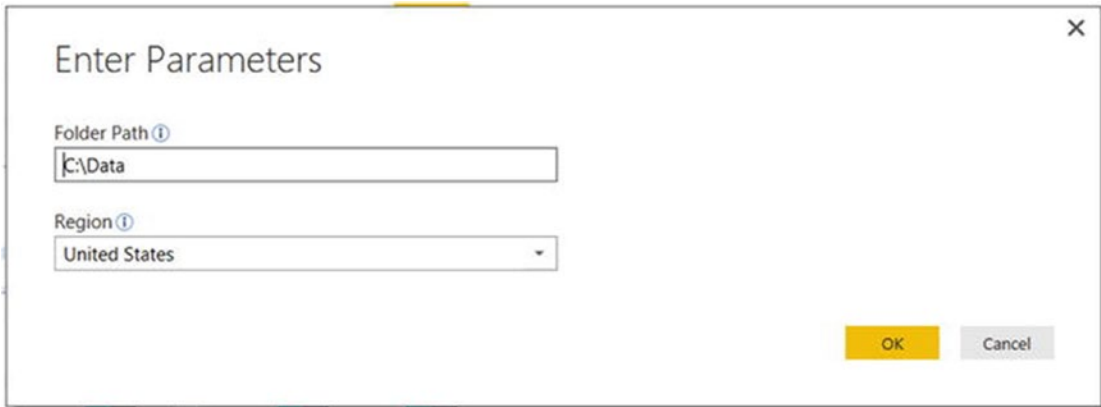 Enter Parameters
Folder Path
C:\Data
Region
United States
OK
Cancel